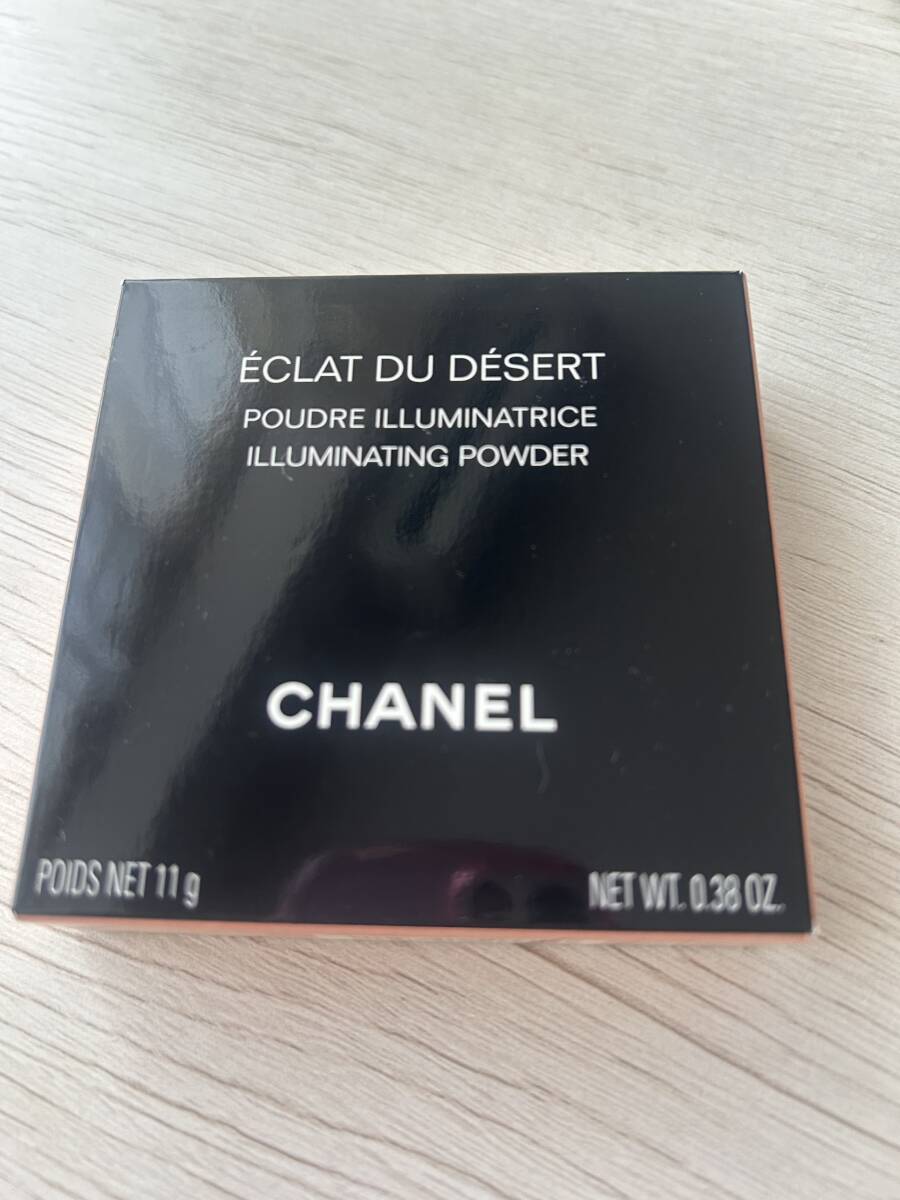 ÉCLAT DU DÉSERT
POUDRE ILLUMINATRICE
ILLUMINATING POWDER
CHANEL
POIDS NET 11 g
NET WT. 0.38 OZ.